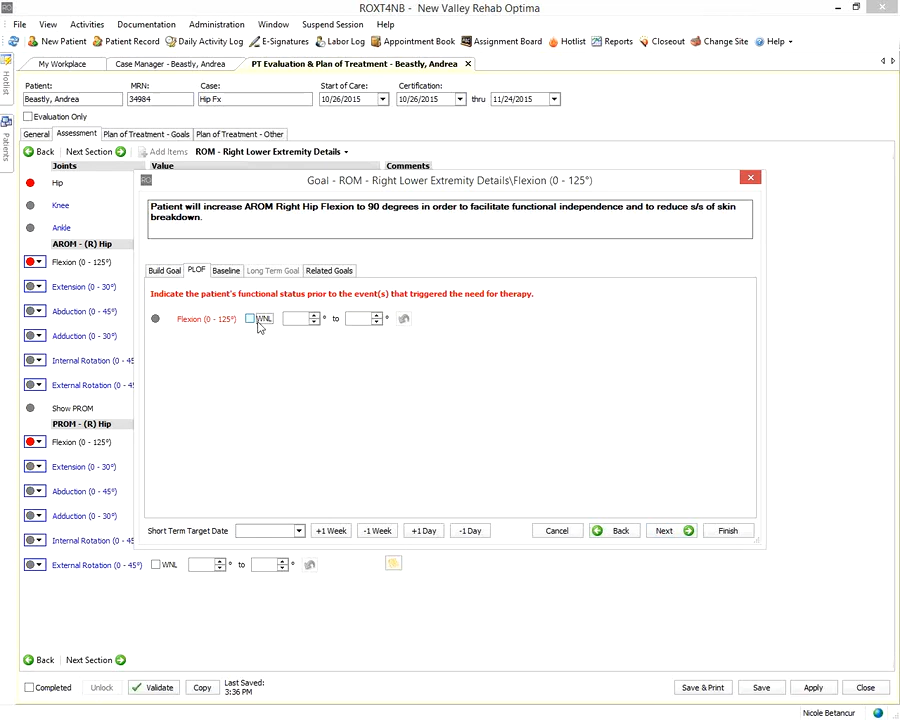 ROXT4NB - New Valley Rehab Optima
File View Activities Documentation Administration Window Suspend Session Help
New Patient Patient Record Daily Activity Log E-Signatures Labor Log Appointment Book Assignment Board Hotlist Reports Closeout Change Site Help
My Workplace Case Manager - Beastly, Andrea PT Evaluation & Plan of Treatment - Beastly, Andrea
Hotlist
Patients
Patient: MRN: Case: Start of Care: Certification:
Beastly, Andrea 34984 Hip Fx 10/26/2015 10/26/2015 thru 11/24/2015
Evaluation Only
General Assessment Plan of Treatment - Goals Plan of Treatment - Other
Back Next Section Add Items ROM - Right Lower Extremity Details
Joints Value Comments
Hip
Knee
Ankle
AROM - (R) Hip
Flexion (0 - 125°)
Extension (0 - 30°)
Abduction (0 - 45°)
Adduction (0 - 30°)
Internal Rotation (0 - 45
External Rotation (0 - 45
Show PROM
PROM - (R) Hip
Flexion (0 - 125°)
Extension (0 - 30°)
Abduction (0 - 45°)
Adduction (0 - 30°)
Internal Rotation (0 - 45
External Rotation (0 - 45°) WNL ° to °
RO
Goal - ROM - Right Lower Extremity Details\Flexion (0 - 125°)
Patient will increase AROM Right Hip Flexion to 90 degrees in order to facilitate functional independence and to reduce s/s of skin
breakdown.
Build Goal PLOF Baseline Long Term Goal Related Goals
Indicate the patient's functional status prior to the event(s) that triggered the need for therapy.
Flexion (0 - 125°) WNL ° to °
Short Term Target Date +1 Week -1 Week +1 Day -1 Day Cancel Back Next Finish
Back Next Section
Completed Unlock Validate Copy Last Saved:
3:36 PM
Save & Print Save Apply Close
Nicole Betancur